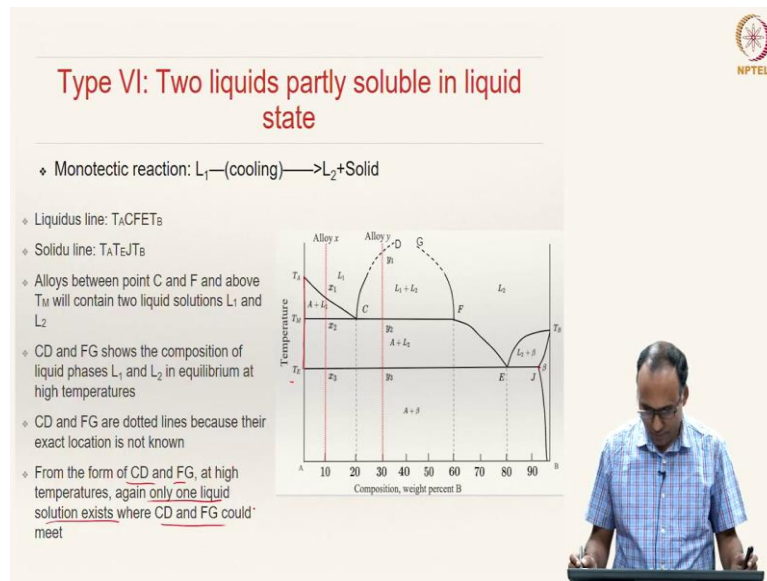 NPTEL
Type VI: Two liquids partly soluble in liquid
state
Monotectic reaction: L1—(cooling)——>L2+Solid
Liquidus line: TACFETB
Solidu line: TATEJTB
Alloys between point C and F and above
TM will contain two liquid solutions L1 and
L2
CD and FG shows the composition of
liquid phases L1 and L2 in equilibrium at
high temperatures
CD and FG are dotted lines because their
exact location is not known
From the form of CD and FG, at high
temperatures, again only one liquid
solution exists where CD and FG could
meet
Alloy x Alloy y D G
y1
TA L1
x1 L1 + L2 L2
A + L1 C F
TM x2 y2 TB
A + L2
L2 + β
TE x3 y3 E J β
A + β
Temperature
A 10 20 30 40 50 60 70 80 90 B
Composition, weight percent B